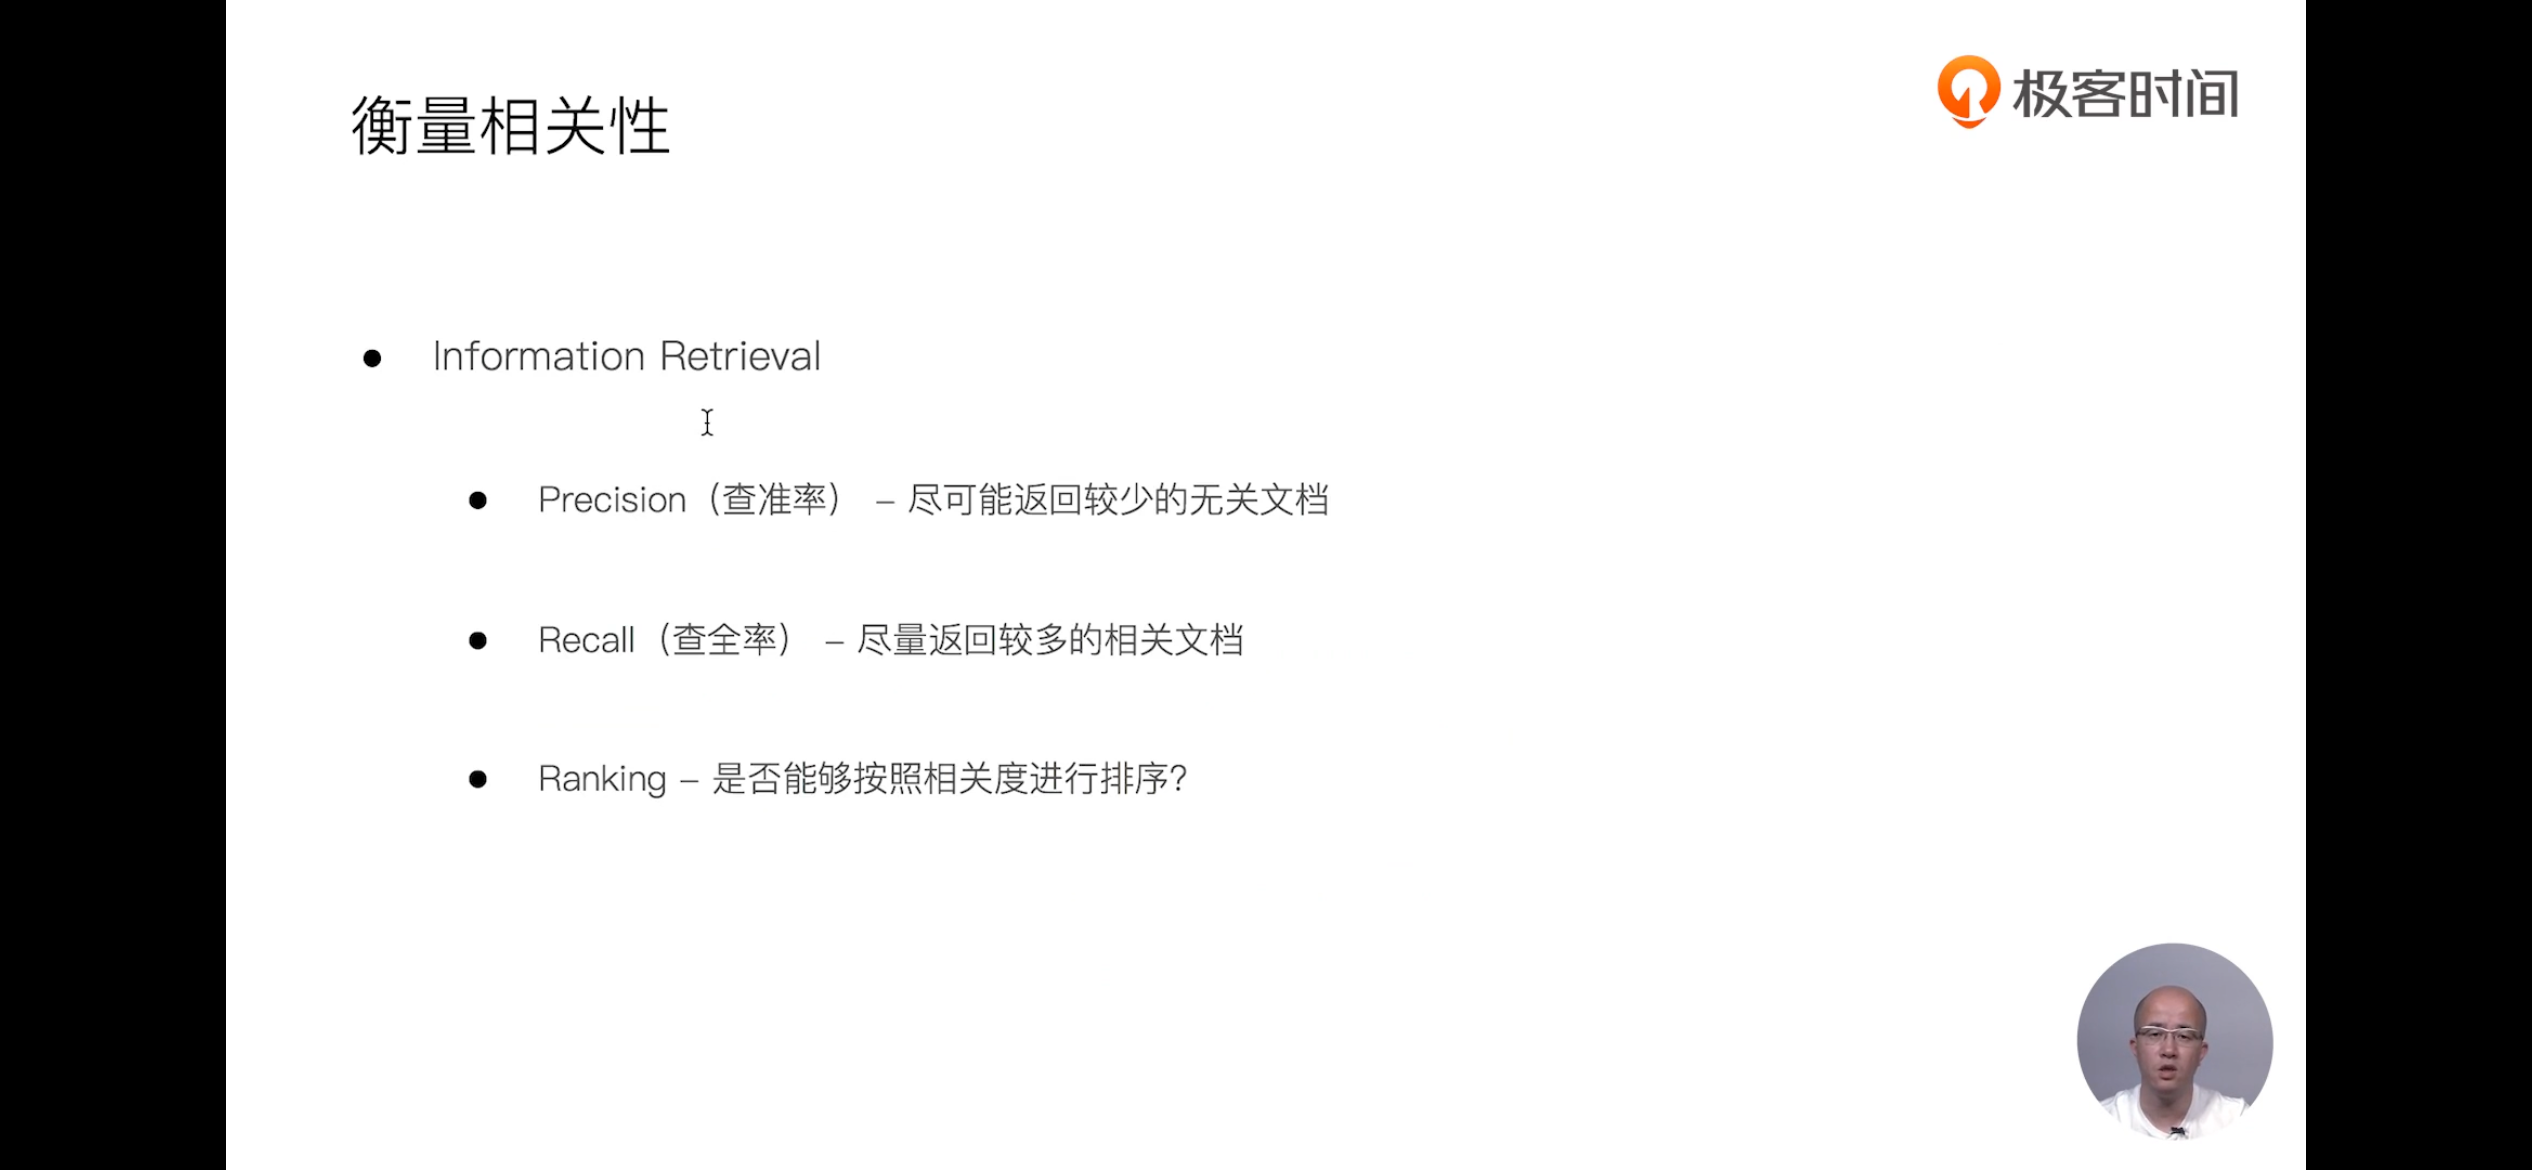 衡量相关性
极客时间
Information Retrieval
Precision（查准率） – 尽可能返回较少的无关文档
Recall（查全率） – 尽量返回较多的相关文档
Ranking – 是否能够按照相关度进行排序？